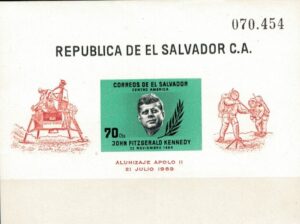 070.454
REPUBLICA DE EL SALVADOR C.A.
CORREOS DE EL SALVADOR
CENTRO AMERICA
70 Cts
JOHN FITZGERALD KENNEDY
22 NOVIEMBRE 1963
ALUNIZAJE APOLO II
21 JULIO 1969